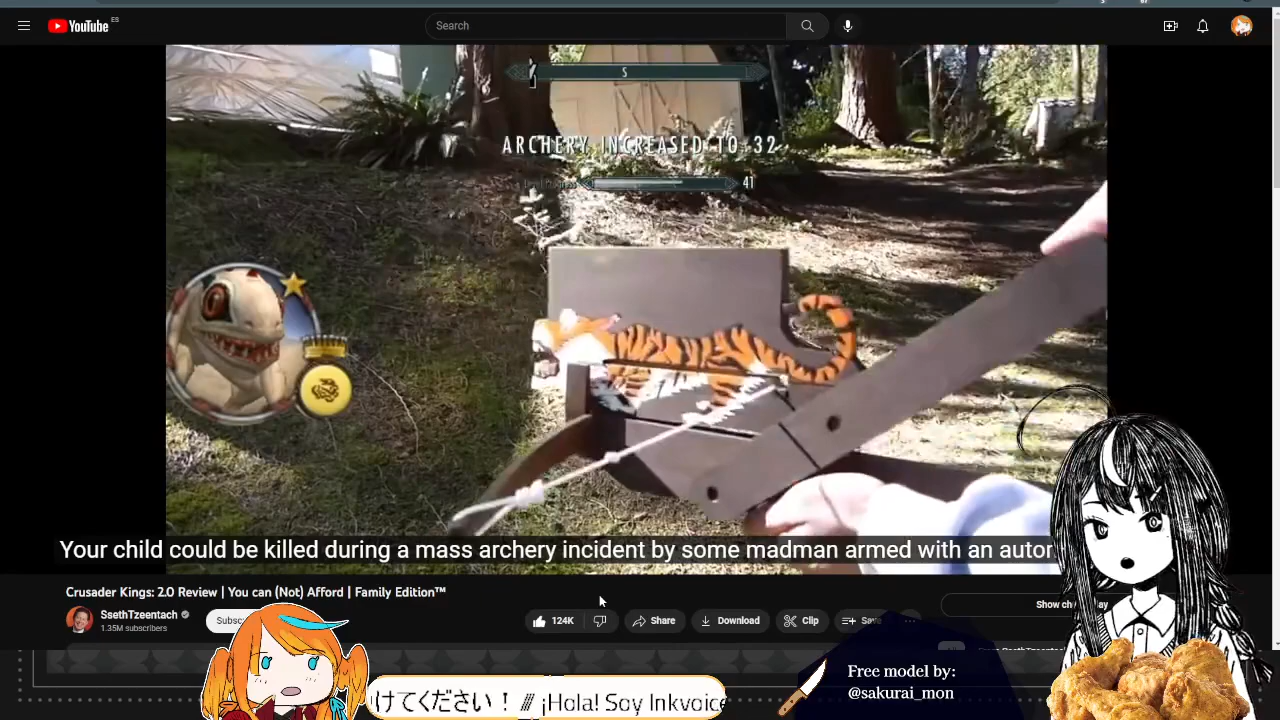 YouTube ES
Search
S
ARCHERY INCREASED TO 32
41
Your child could be killed during a mass archery incident by some madman armed with an
Crusader Kings: 2.0 Review | You can (Not) Afford | Family Edition™
SsethTzeentach
1.35M subscribers
124K
Share
Download
Clip
Save
Show
けてください！ // ¡Hola! Soy Inkvoice
Free model by:
@sakurai_mon